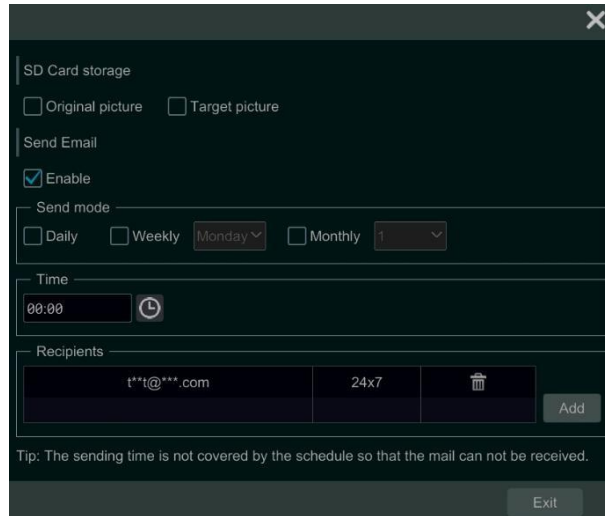 SD Card storage
Original picture Target picture
Send Email
Enable
Send mode
Daily Weekly Monday Monthly 1
Time
00:00
Recipients
t**t@***.com 24x7
Add
Tip: The sending time is not covered by the schedule so that the mail can not be received.
Exit